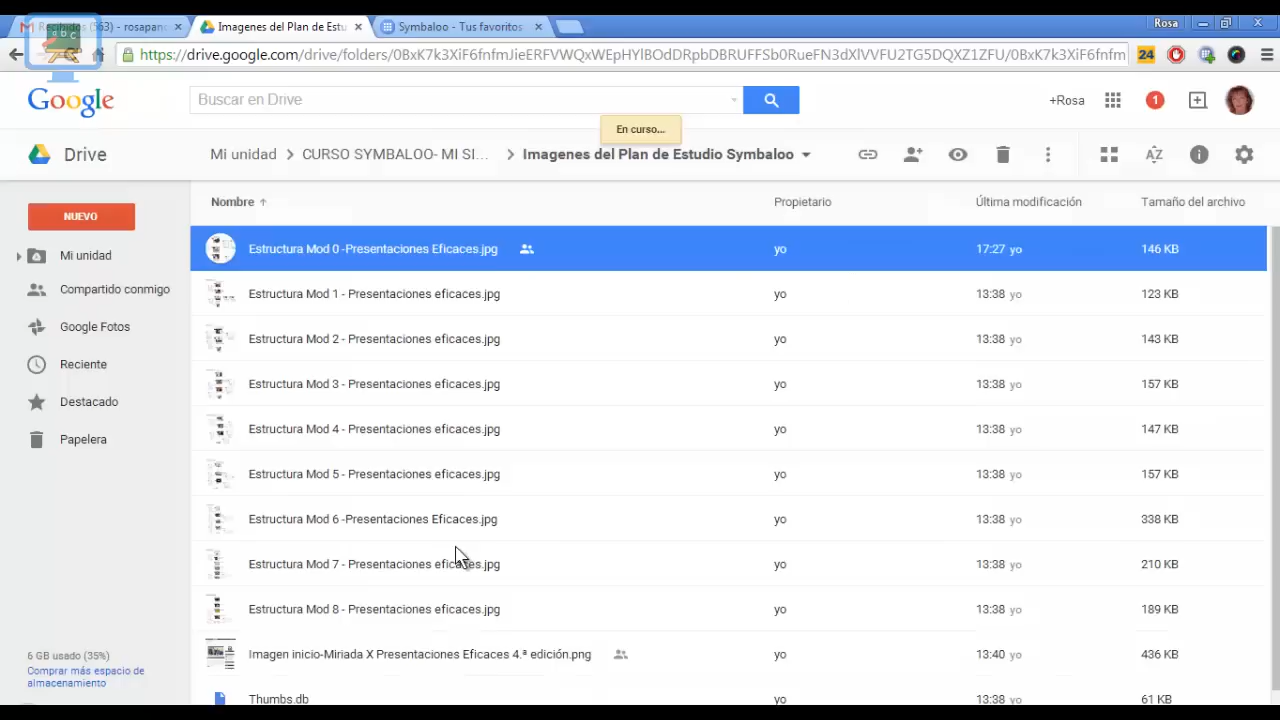 Recibidos (563) - rosapan
Imagenes del Plan de Estu
Symbaloo - Tus favoritos
Rosa
24
Google
Buscar en Drive
+Rosa
1
En curso...
Drive
Mi unidad
CURSO SYMBALOO- MI SI...
Imagenes del Plan de Estudio Symbaloo
AZ
NUEVO
Mi unidad
Compartido conmigo
Google Fotos
Reciente
Destacado
Papelera
6 GB usado (35%)
Comprar más espacio de
almacenamiento
Nombre
Propietario
Última modificación
Tamaño del archivo
Estructura Mod 0 -Presentaciones Eficaces.jpg yo 17:27 yo 146 KB
Estructura Mod 1 - Presentaciones eficaces.jpg yo 13:38 yo 123 KB
Estructura Mod 2 - Presentaciones eficaces.jpg yo 13:38 yo 143 KB
Estructura Mod 3 - Presentaciones eficaces.jpg yo 13:38 yo 157 KB
Estructura Mod 4 - Presentaciones eficaces.jpg yo 13:38 yo 147 KB
Estructura Mod 5 - Presentaciones eficaces.jpg yo 13:38 yo 157 KB
Estructura Mod 6 -Presentaciones Eficaces.jpg yo 13:38 yo 338 KB
Estructura Mod 7 - Presentaciones eficaces.jpg yo 13:38 yo 210 KB
Estructura Mod 8 - Presentaciones eficaces.jpg yo 13:38 yo 189 KB
Imagen inicio-Miriada X Presentaciones Eficaces 4.ª edición.png yo 13:40 yo 436 KB
Thumbs.db yo 13:38 yo 61 KB